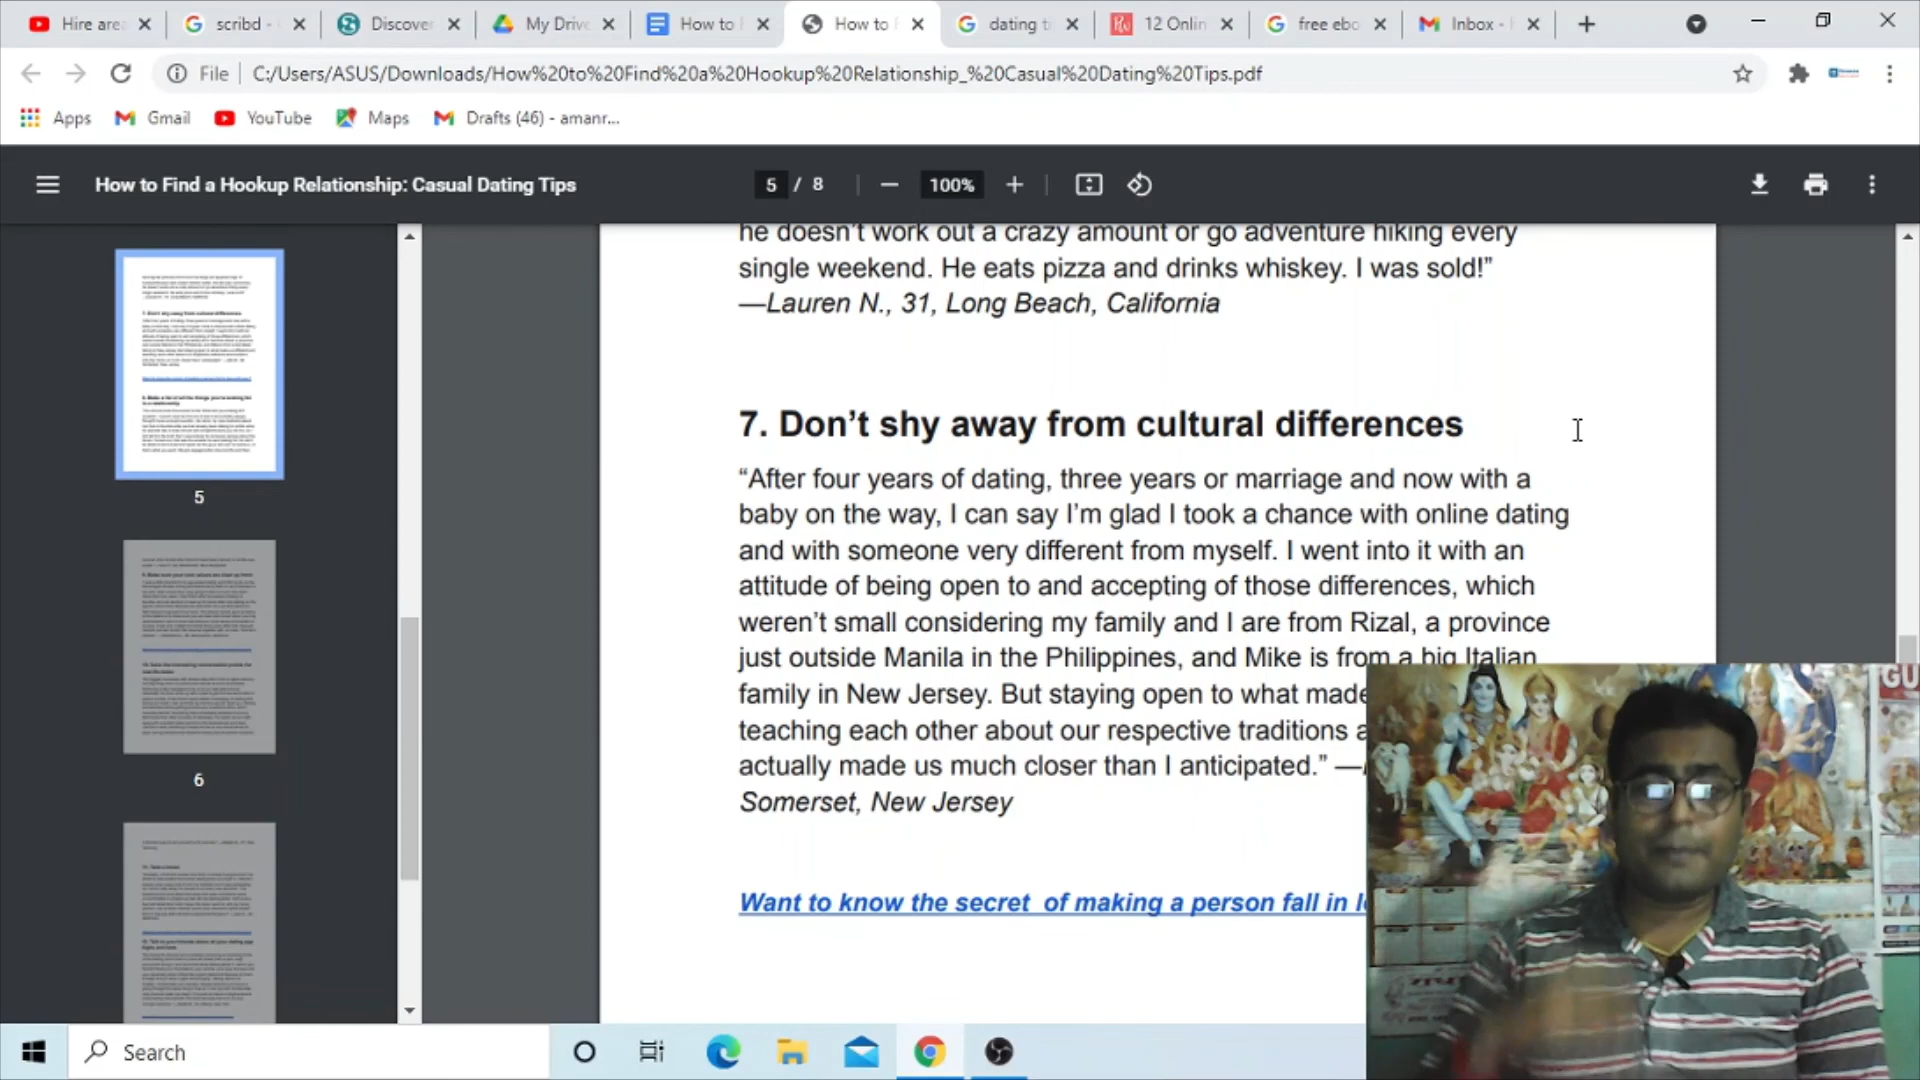 Hire are
scribd -
Discover
My Drive
How to
How to
dating ti
12 Onlin
free ebo
Inbox -
File
C:/Users/ASUS/Downloads/How%20to%20Find%20a%20Hookup%20Relationship_%20Casual%20Dating%20Tips.pdf
Apps
Gmail
YouTube
Maps
Drafts (46) - amanr...
How to Find a Hookup Relationship: Casual Dating Tips
5 / 8
100%
he doesn't work out a crazy amount or go adventure hiking every
single weekend. He eats pizza and drinks whiskey. I was sold!”
—Lauren N., 31, Long Beach, California
7. Don’t shy away from cultural differences
“After four years of dating, three years or marriage and now with a
baby on the way, I can say I’m glad I took a chance with online dating
and with someone very different from myself. I went into it with an
attitude of being open to and accepting of those differences, which
weren’t small considering my family and I are from Rizal, a province
just outside Manila in the Philippines, and Mike is from a big Italian
family in New Jersey. But staying open to what made
teaching each other about our respective traditions
actually made us much closer than I anticipated.” —
Somerset, New Jersey
Want to know the secret of making a person fall in
5
6
GU
Search